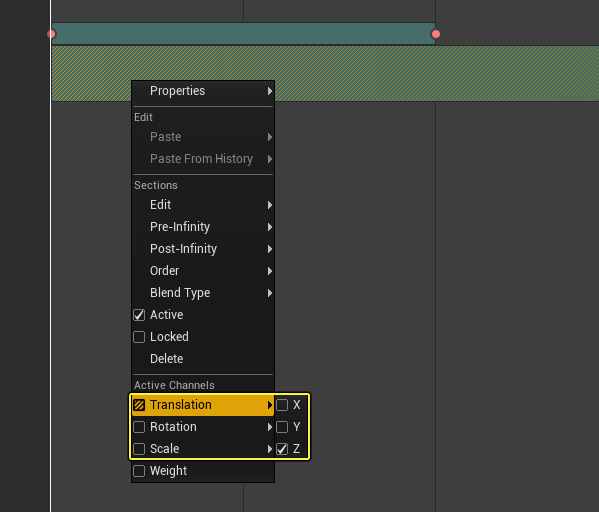 Properties
Edit
Paste
Paste From History
Sections
Edit
Pre-Infinity
Post-Infinity
Order
Blend Type
Active
Locked
Delete
Active Channels
Translation X
Rotation Y
Scale Z
Weight